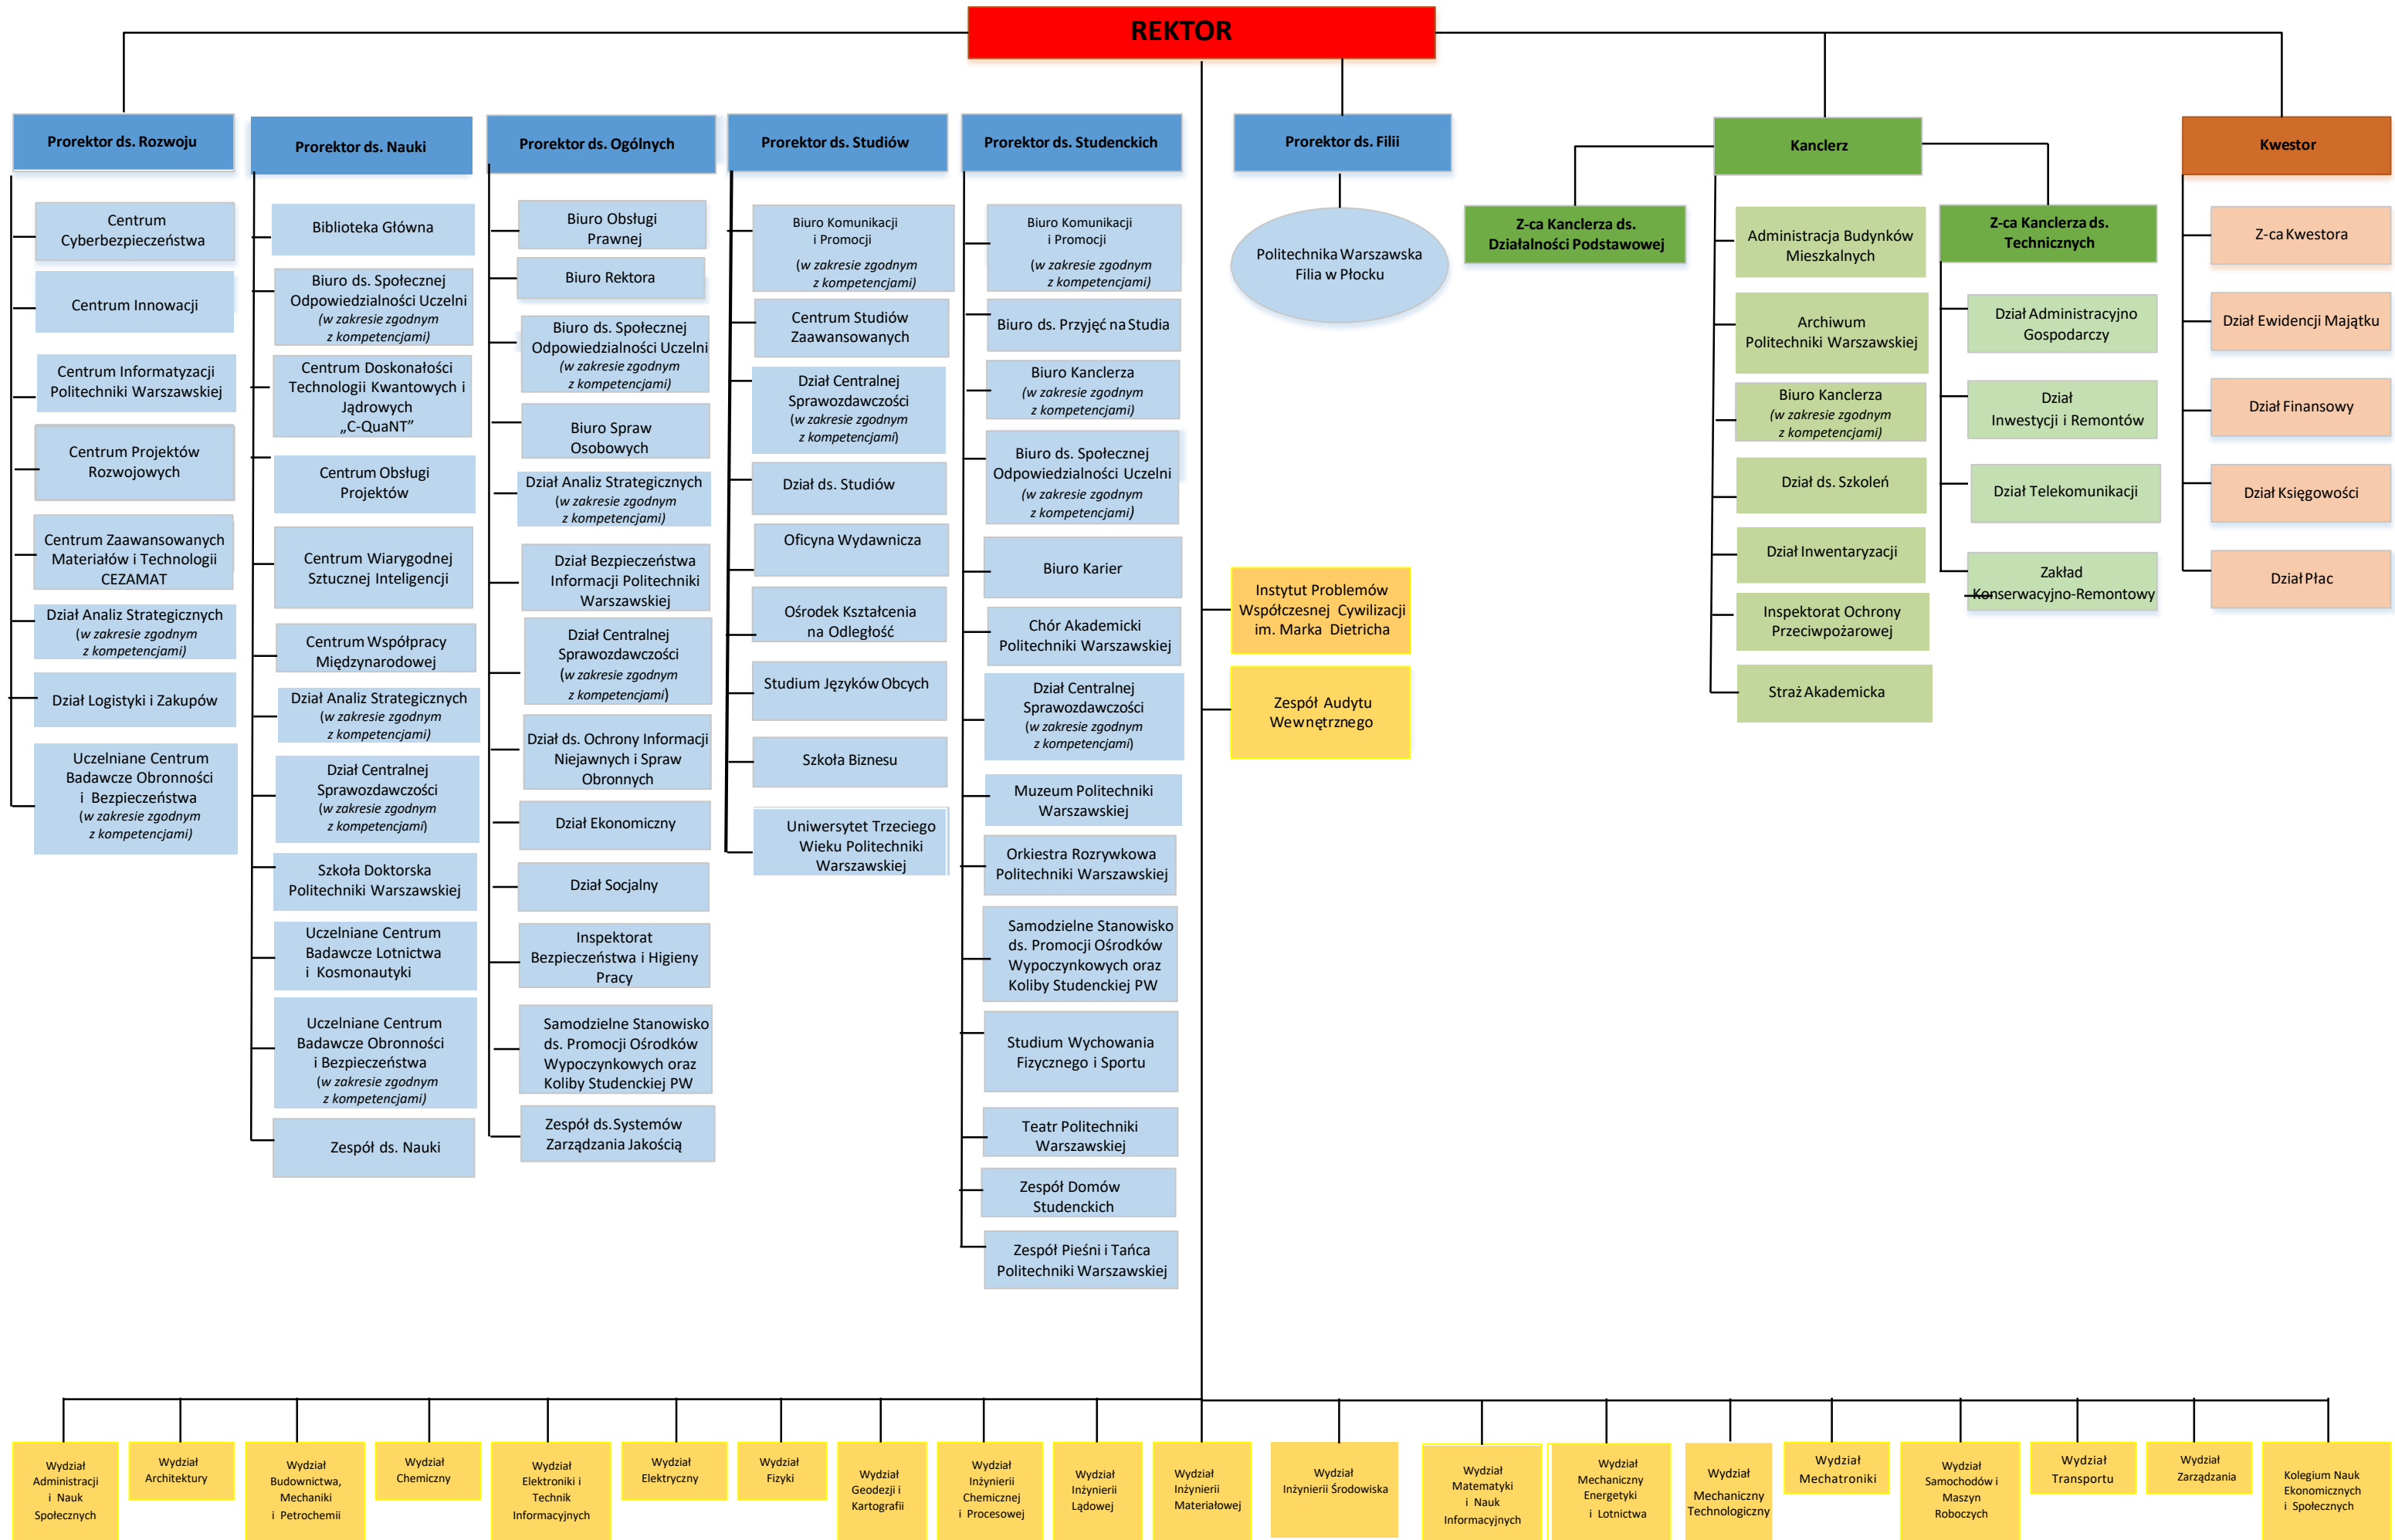 REKTOR
Prorektor ds. Rozwoju
Centrum
Cyberbezpieczeństwa
Centrum Innowacji
Centrum Informatyzacji
Politechniki Warszawskiej
Centrum Projektów
Rozwojowych
Centrum Zaawansowanych
Materiałów i Technologii
CEZAMAT
Dział Analiz Strategicznych
(w zakresie zgodnym
z kompetencjami)
Dział Logistyki i Zakupów
Uczelniane Centrum
Badawcze Obronności
i Bezpieczeństwa
(w zakresie zgodnym
z kompetencjami)
Prorektor ds. Nauki
Biblioteka Główna
Biuro ds. Społecznej
Odpowiedzialności Uczelni
(w zakresie zgodnym
z kompetencjami)
Centrum Doskonałości
Technologii Kwantowych i
Jądrowych
„C-QuaNT”
Centrum Obsługi
Projektów
Centrum Wiarygodnej
Sztucznej Inteligencji
Centrum Współpracy
Międzynarodowej
Dział Analiz Strategicznych
(w zakresie zgodnym
z kompetencjami)
Dział Centralnej
Sprawozdawczości
(w zakresie zgodnym
z kompetencjami)
Szkoła Doktorska
Politechniki Warszawskiej
Uczelniane Centrum
Badawcze Lotnictwa
i Kosmonautyki
Uczelniane Centrum
Badawcze Obronności
i Bezpieczeństwa
(w zakresie zgodnym
z kompetencjami)
Zespół ds. Nauki
Prorektor ds. Ogólnych
Biuro Obsługi
Prawnej
Biuro Rektora
Biuro ds. Społecznej
Odpowiedzialności Uczelni
(w zakresie zgodnym
z kompetencjami)
Biuro Spraw
Osobowych
Dział Analiz Strategicznych
(w zakresie zgodnym
z kompetencjami)
Dział Bezpieczeństwa
Informacji Politechniki
Warszawskiej
Dział Centralnej
Sprawozdawczości
(w zakresie zgodnym
z kompetencjami)
Dział ds. Ochrony Informacji
Niejawnych i Spraw
Obronnych
Dział Ekonomiczny
Dział Socjalny
Inspektorat
Bezpieczeństwa i Higieny
Pracy
Samodzielne Stanowisko
ds. Promocji Ośrodków
Wypoczynkowych oraz
Koliby Studenckiej PW
Zespół ds. Systemów
Zarządzania Jakością
Prorektor ds. Studiów
Biuro Komunikacji
i Promocji
(w zakresie zgodnym
z kompetencjami)
Centrum Studiów
Zaawansowanych
Dział Centralnej
Sprawozdawczości
(w zakresie zgodnym
z kompetencjami)
Dział ds. Studiów
Oficyna Wydawnicza
Ośrodek Kształcenia
na Odległość
Studium Języków Obcych
Szkoła Biznesu
Uniwersytet Trzeciego
Wieku Politechniki
Warszawskiej
Prorektor ds. Studenckich
Biuro Komunikacji
i Promocji
(w zakresie zgodnym
z kompetencjami)
Biuro ds. Przyjęć na Studia
Biuro Kanclerza
(w zakresie zgodnym
z kompetencjami)
Biuro ds. Społecznej
Odpowiedzialności Uczelni
(w zakresie zgodnym
z kompetencjami)
Biuro Karier
Chór Akademicki
Politechniki Warszawskiej
Dział Centralnej
Sprawozdawczości
(w zakresie zgodnym
z kompetencjami)
Muzeum Politechniki
Warszawskiej
Orkiestra Rozrywkowa
Politechniki Warszawskiej
Samodzielne Stanowisko
ds. Promocji Ośrodków
Wypoczynkowych oraz
Koliby Studenckiej PW
Studium Wychowania
Fizycznego i Sportu
Teatr Politechniki
Warszawskiej
Zespół Domów
Studenckich
Zespół Pieśni i Tańca
Politechniki Warszawskiej
Prorektor ds. Filii
Politechnika Warszawska
Filia w Płocku
Instytut Problemów
Współczesnej Cywilizacji
im. Marka Dietricha
Zespół Audytu
Wewnętrznego
Kanclerz
Z-ca Kanclerza ds.
Działalności Podstawowej
Administracja Budynków
Mieszkalnych
Archiwum
Politechniki Warszawskiej
Biuro Kanclerza
(w zakresie zgodnym
z kompetencjami)
Dział ds. Szkoleń
Dział Inwentaryzacji
Inspektorat Ochrony
Przeciwpożarowej
Straż Akademicka
Z-ca Kanclerza ds.
Technicznych
Dział Administracyjno
Gospodarczy
Dział
Inwestycji i Remontów
Dział Telekomunikacji
Zakład
Konserwacyjno-Remontowy
Kwestor
Z-ca Kwestora
Dział Ewidencji Majątku
Dział Finansowy
Dział Księgowości
Dział Płac
Wydział
Administracji
i Nauk
Społecznych
Wydział
Architektury
Wydział
Budownictwa,
Mechaniki
i Petrochemii
Wydział
Chemiczny
Wydział
Elektroniki i
Technik
Informacyjnych
Wydział
Elektryczny
Wydział
Fizyki
Wydział
Geodezji i
Kartografii
Wydział
Inżynierii
Chemicznej
i Procesowej
Wydział
Inżynierii
Lądowej
Wydział
Inżynierii
Materiałowej
Wydział
Inżynierii Środowiska
Wydział
Matematyki
i Nauk
Informacyjnych
Wydział
Mechaniczny
Energetyki
i Lotnictwa
Wydział
Mechaniczny
Technologiczny
Wydział
Mechatroniki
Wydział
Samochodów i
Maszyn
Roboczych
Wydział
Transportu
Wydział
Zarządzania
Kolegium Nauk
Ekonomicznych
i Społecznych